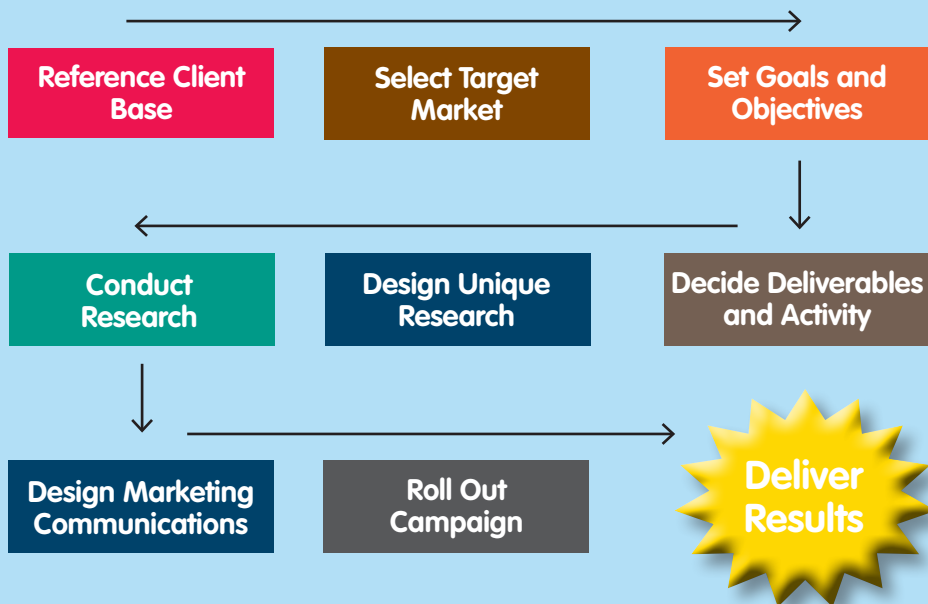 Reference Client
Base
Select Target
Market
Set Goals and
Objectives
Decide Deliverables
and Activity
Design Unique
Research
Conduct
Research
Design Marketing
Communications
Roll Out
Campaign
Deliver
Results